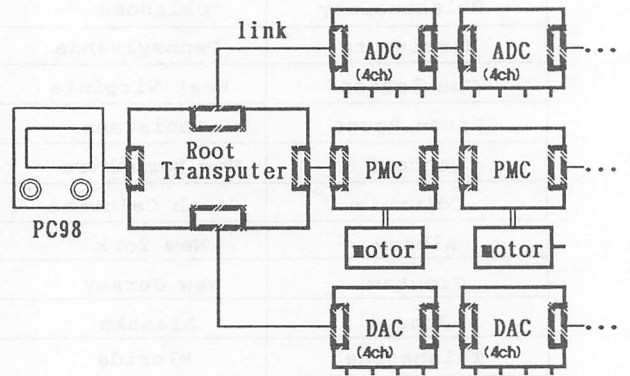 link
ADC
(4ch)
ADC
(4ch)
...
PC98
Root
Transputer
PMC
PMC
...
motor
motor
DAC
(4ch)
DAC
(4ch)
...